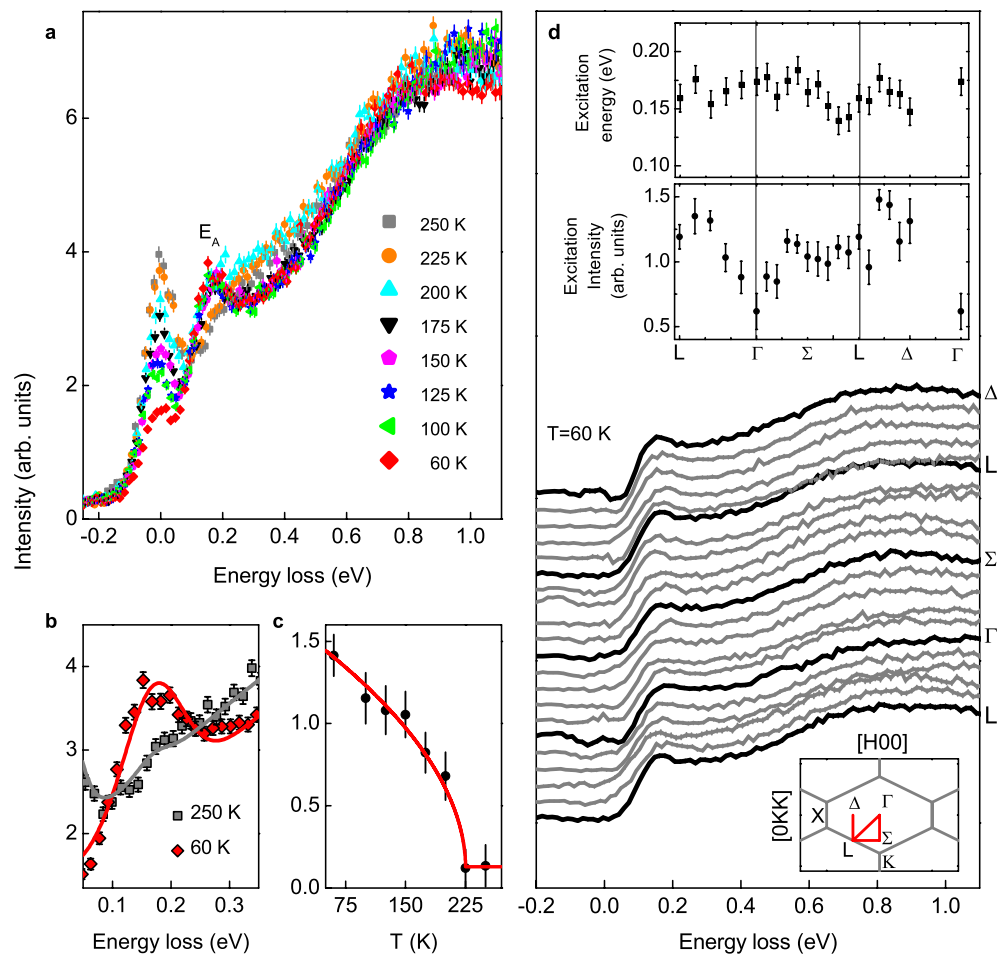 a
Intensity (arb. units)
6
4
2
0
E_A
250 K
225 K
200 K
175 K
150 K
125 K
100 K
60 K
-0.2 0.0 0.2 0.4 0.6 0.8 1.0
Energy loss (eV)
b
4
3
2
250 K
60 K
0.1 0.2 0.3
Energy loss (eV)
c
1.5
1.0
0.5
0.0
75 150 225
T (K)
d
Excitation
energy (eV)
0.20
0.15
0.10
Excitation
Intensity
(arb. units)
1.5
1.0
0.5
L Γ Σ L Δ Γ
T=60 K
Δ
L
Σ
Γ
L
[H00]
[0KK]
Δ Γ
X
L Σ
K
-0.2 0.0 0.2 0.4 0.6 0.8 1.0
Energy loss (eV)